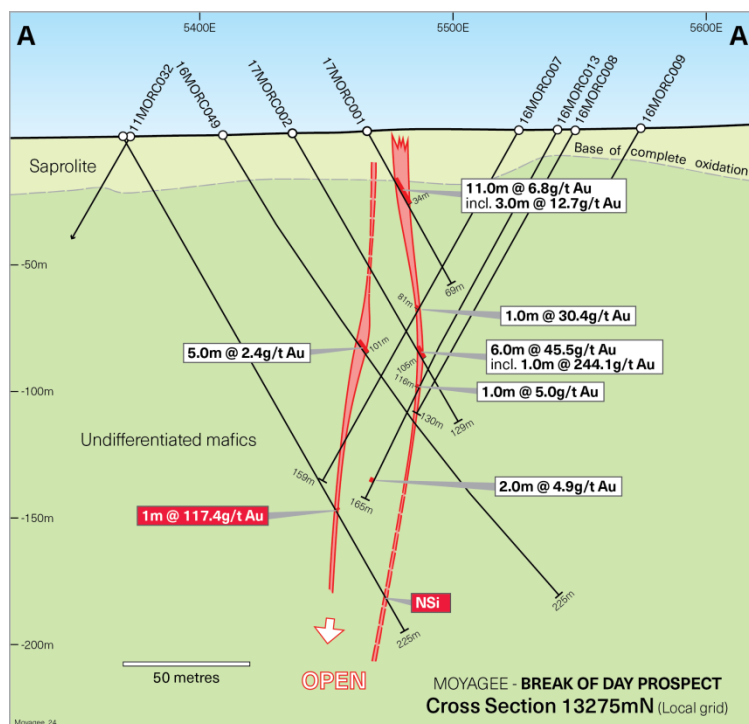 A
5400E
5500E
5600E
A
11MORC032
16MORC049
17MORC002
17MORC001
16MORC007
16MORC013
16MORC008
16MORC009
Saprolite
Base of complete oxidation
11.0m @ 6.8g/t Au
incl. 3.0m @ 12.7g/t Au
34m
-50m
69m
81m
1.0m @ 30.4g/t Au
5.0m @ 2.4g/t Au
101m
6.0m @ 45.5g/t Au
incl. 1.0m @ 244.1g/t Au
105m
116m
1.0m @ 5.0g/t Au
-100m
130m
129m
Undifferentiated mafics
159m
165m
2.0m @ 4.9g/t Au
1m @ 117.4g/t Au
-150m
NSi
225m
225m
-200m
50 metres
OPEN
MOYAGEE - BREAK OF DAY PROSPECT
Cross Section 13275mN (Local grid)
Moyagee_24